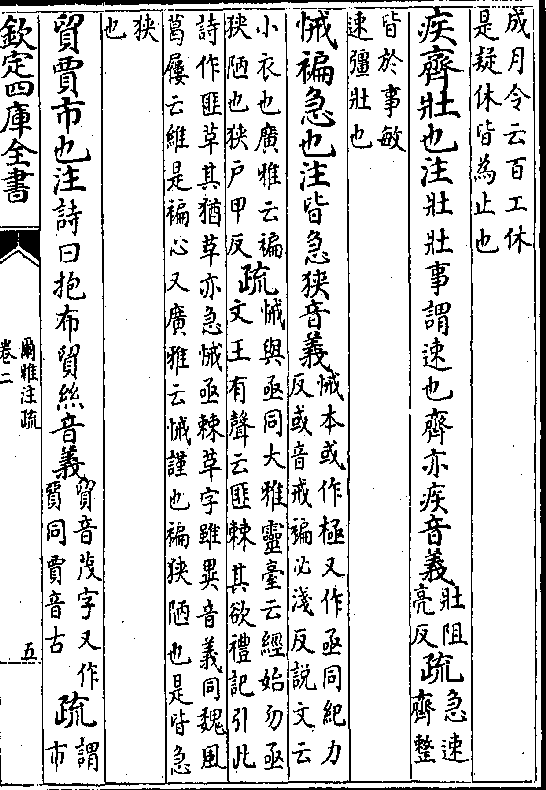 成月令云百工休
是疑休皆為止也
疾齊壯也注壯壯事謂速也齊亦疾音義壯阻亮反疏急速齊整
皆於事敏
速彊壯也
悈褊急也注皆急狹音義悈本或作極又作亟同紀力反或音戒褊必淺反說文云
小衣也廣雅云褊狹陋也狹戶甲反疏悈與亟同大雅靈臺云經始勿亟文王有聲云匪棘其欲禮記引此
詩作匪革其猶革亦急悈亟棘革字雖異音義同魏風葛屨云維是褊心又廣雅云悈謹也褊狹陋也是皆急
狹
也
貿賈市也注詩曰抱布貿絲音義貿音茂字又作貿同賈音古疏謂市
欽定四庫全書
爾雅注疏
卷二
五